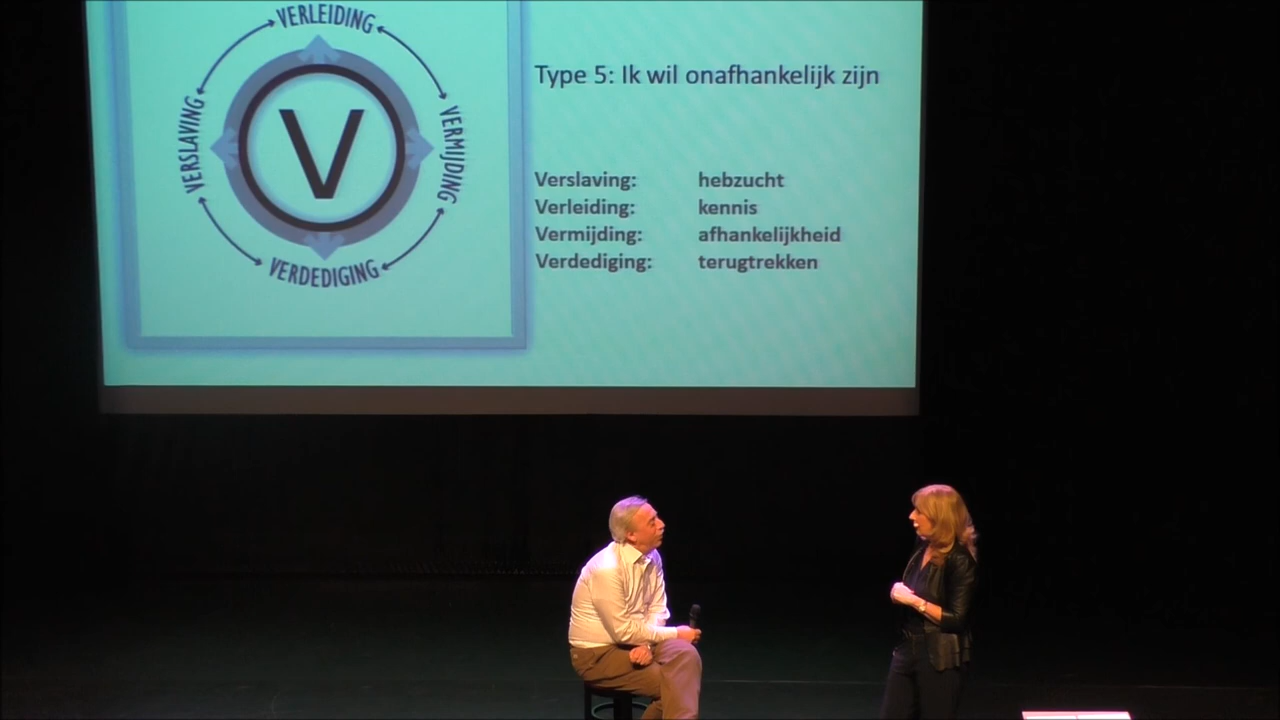 VERLEIDING
VERSLAVING
VERMIJDING
V
VERDEDIGING
Type 5: Ik wil onafhankelijk zijn
Verslaving: hebzucht
Verleiding: kennis
Vermijding: afhankelijkheid
Verdediging: terugtrekken